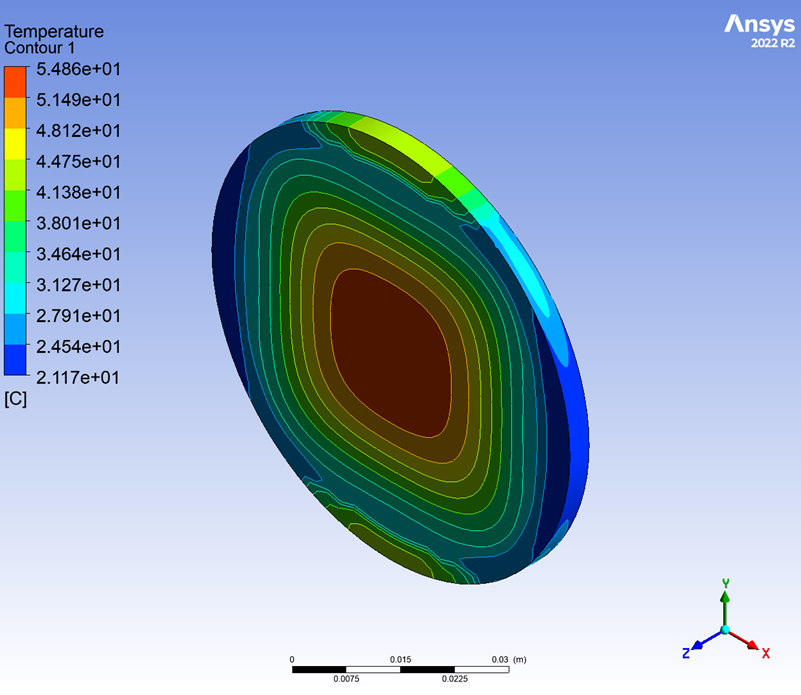 Temperature
Contour 1
5.486e+01
5.149e+01
4.812e+01
4.475e+01
4.138e+01
3.801e+01
3.464e+01
3.127e+01
2.791e+01
2.454e+01
2.117e+01
[C]
Ansys
2022 R2
0 0.015 0.03 (m)
0.0075 0.0225
Y
Z X